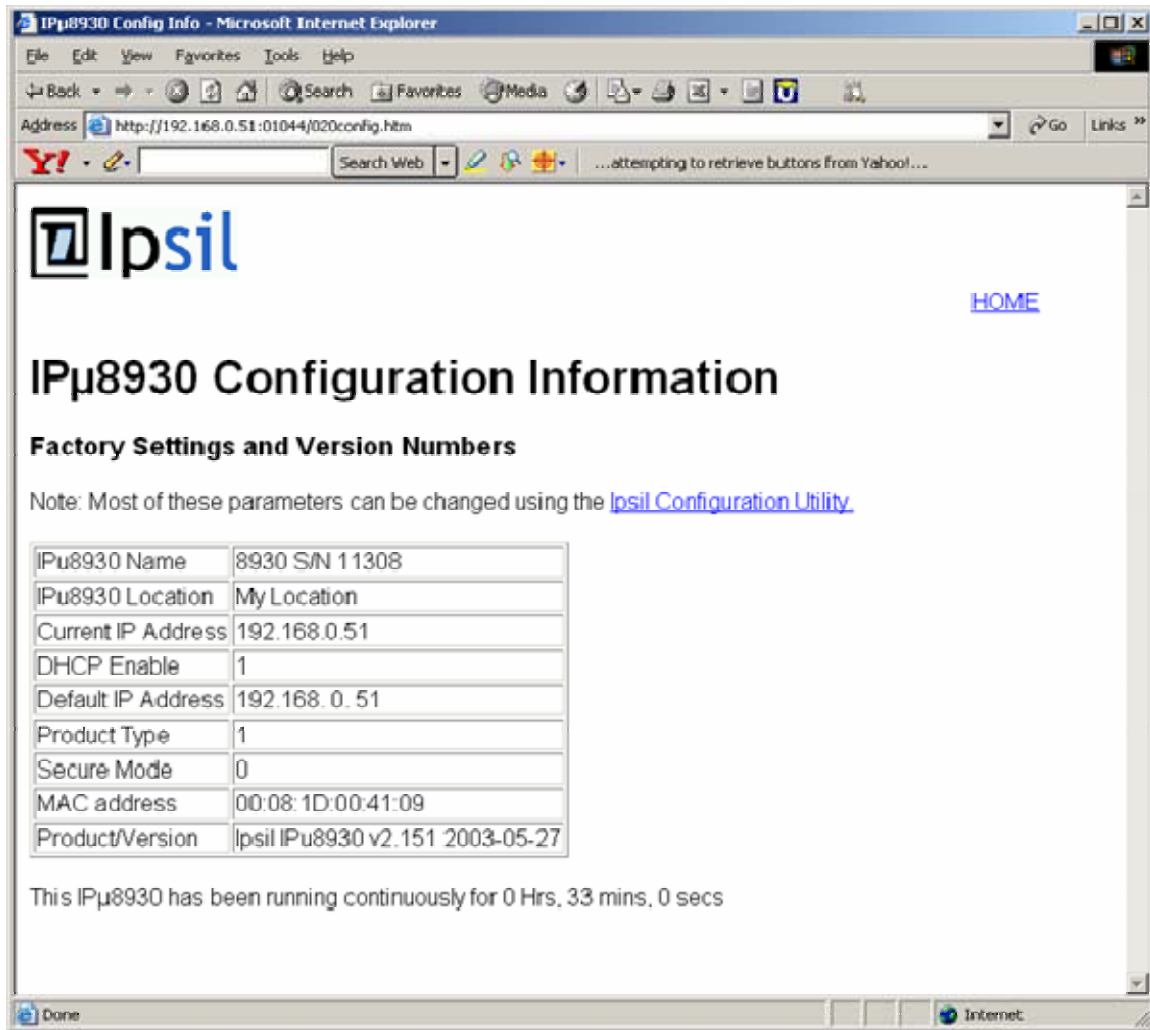 IPµ8930 Config Info - Microsoft Internet Explorer
File Edit View Favorites Tools Help
Back Search Favorites Media
Address http://192.168.0.51:01044/020config.htm Go Links »
Y! Search Web ...attempting to retrieve buttons from Yahoo!...
Ipsil
HOME
IPµ8930 Configuration Information
Factory Settings and Version Numbers
Note: Most of these parameters can be changed using the Ipsil Configuration Utility.
IPu8930 Name 8930 S/N 11308
IPu8930 Location My Location
Current IP Address 192.168.0.51
DHCP Enable 1
Default IP Address 192.168. 0. 51
Product Type 1
Secure Mode 0
MAC address 00:08:1D:00:41:09
Product/Version Ipsil IPu8930 v2.151 2003-05-27
This IPµ8930 has been running continuously for 0 Hrs, 33 mins, 0 secs
Done Internet